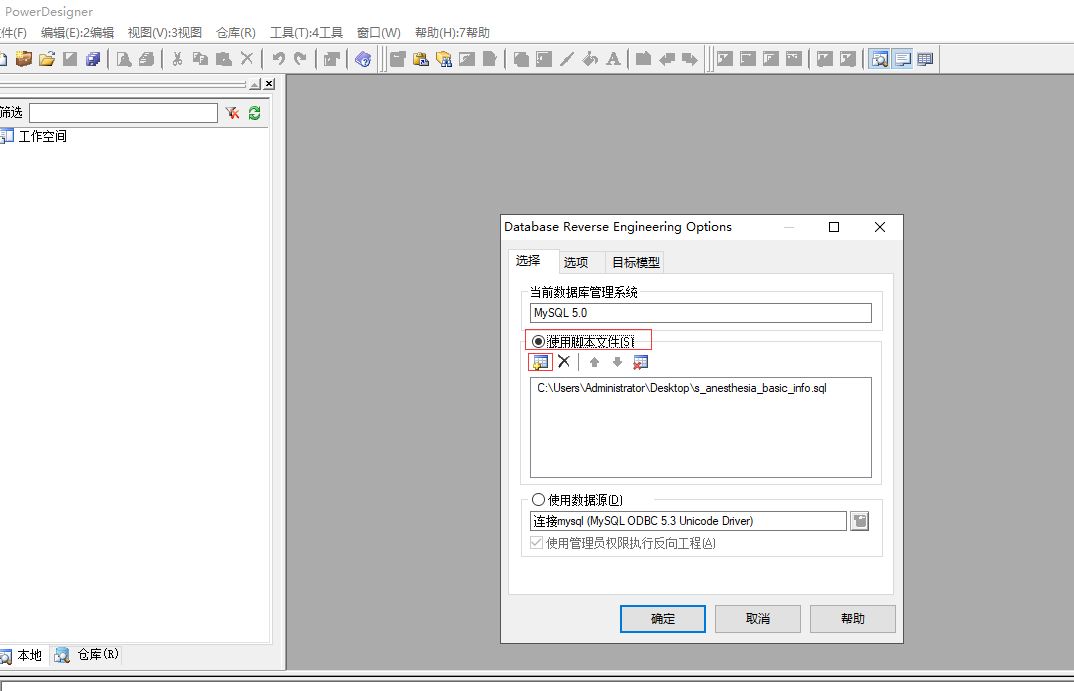 PowerDesigner
件(F) 编辑(E):2编辑 视图(V):3视图 仓库(R) 工具(T):4工具 窗口(W) 帮助(H):7帮助
筛选
工作空间
Database Reverse Engineering Options
选择 选项 目标模型
当前数据库管理系统
MySQL 5.0
使用脚本文件(S)
C:\Users\Administrator\Desktop\s_anesthesia_basic_info.sql
使用数据源(D)
连接mysql (MySQL ODBC 5.3 Unicode Driver)
使用管理员权限执行反向工程(A)
确定 取消 帮助
本地 仓库(R)